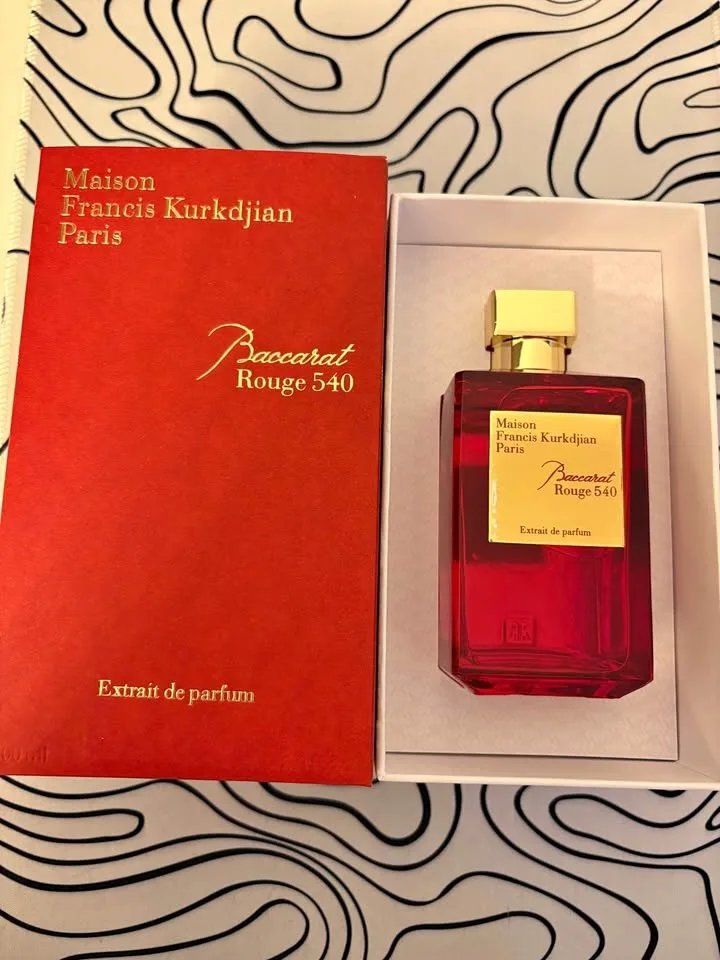 Maison
Francis Kurkdjian
Paris
Baccarat
Rouge 540
Extrait de parfum
Maison
Francis Kurkdjian
Paris
Baccarat
Rouge 540
Extrait de parfum